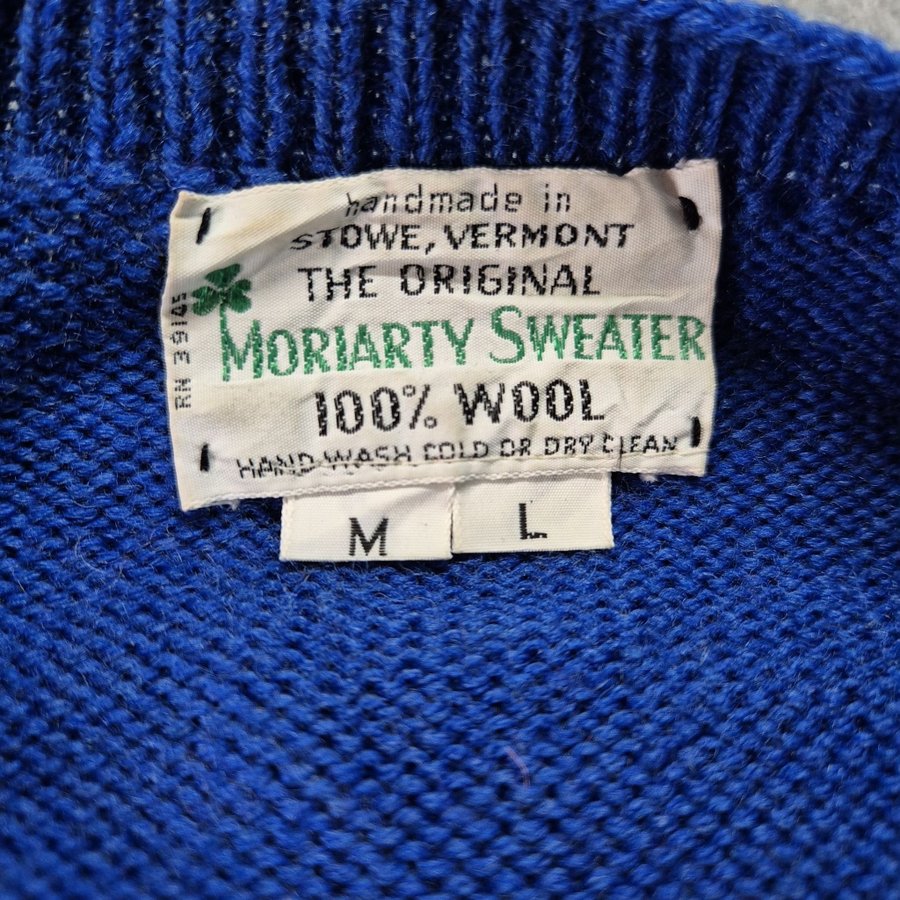 handmade in
STOWE, VERMONT
THE ORIGINAL
MORIARTY SWEATER
100% WOOL
HAND WASH COLD OR DRY CLEAN
RN 39145
M
L